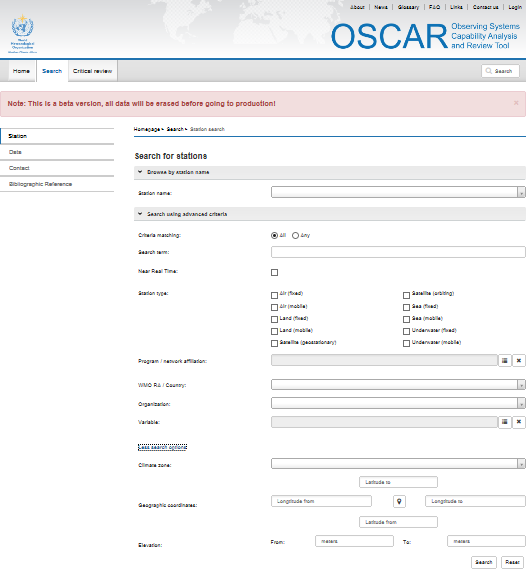 About News Glossary FAQ Links Contact us Login
World
Meteorological
Organization
OSCAR Observing Systems
Capability Analysis
and Review Tool
Home Search Critical review Search
Note: This is a beta version, all data will be erased before going to production! ×
Station
Data
Contact
Bibliographic Reference
Homepage Search Station search
Search for stations
Browse by station name
Station name:
Search using advanced criteria
Criteria matching: All Any
Search term:
Near Real Time:
Station type: Air (fixed) Satellite (orbiting)
Air (mobile) Sea (fixed)
Land (fixed) Sea (mobile)
Land (mobile) Underwater (fixed)
Satellite (geostationary) Underwater (mobile)
Program / network affiliation:
WMO RA / Country:
Organization:
Variable:
Less search options
Climate zone:
Latitude to
Geographic coordinates: Longtitude from Longtitude to
Latitude from
Elevation: From: meters To: meters
Search Reset